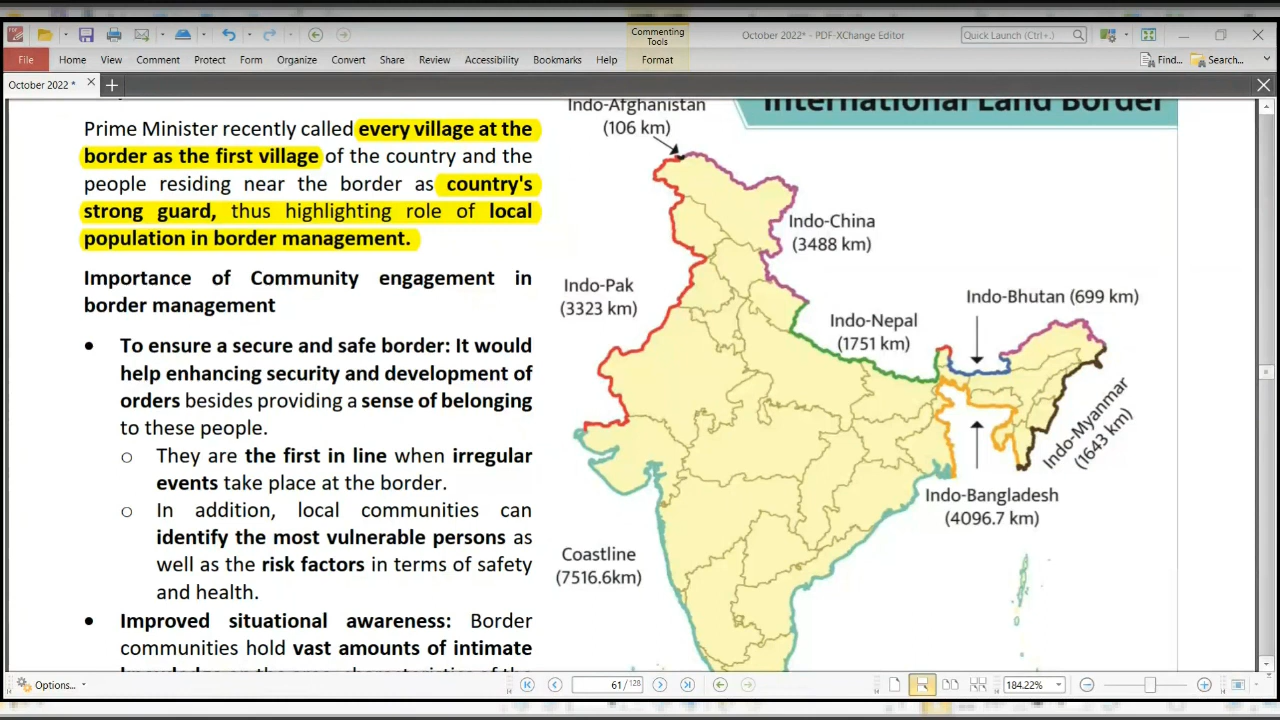 Commenting
Tools
October 2022* - PDF-XChange Editor
Quick Launch (Ctrl+.)
File
Home
View
Comment
Protect
Form
Organize
Convert
Share
Review
Accessibility
Bookmarks
Help
Format
Find...
Search...
October 2022 *
Prime Minister recently called every village at the
border as the first village of the country and the
people residing near the border as country's
strong guard, thus highlighting role of local
population in border management.
Importance of Community engagement in
border management
• To ensure a secure and safe border: It would
help enhancing security and development of
orders besides providing a sense of belonging
to these people.
o They are the first in line when irregular
events take place at the border.
o In addition, local communities can
identify the most vulnerable persons as
well as the risk factors in terms of safety
and health.
• Improved situational awareness: Border
communities hold vast amounts of intimate
International Land Border
Indo-Afghanistan
(106 km)
Indo-China
(3488 km)
Indo-Pak
(3323 km)
Indo-Bhutan (699 km)
Indo-Nepal
(1751 km)
Indo-Myanmar
(1643 km)
Indo-Bangladesh
(4096.7 km)
Coastline
(7516.6km)
Options...
61 / 128
184.22%